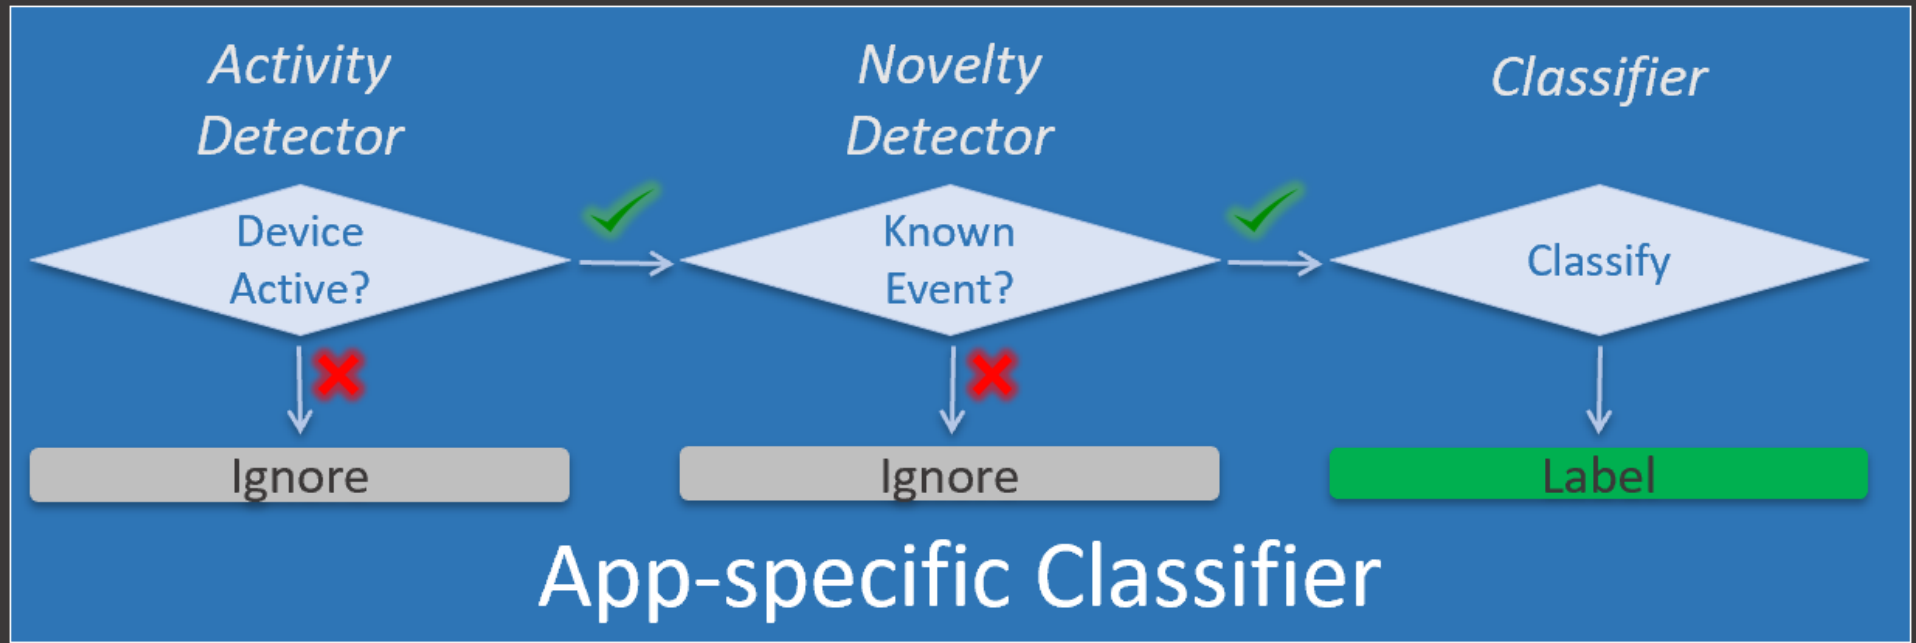 Activity
Detector
Novelty
Detector
Classifier
Device
Active?
Known
Event?
Classify
Ignore
Ignore
Label
App-specific Classifier